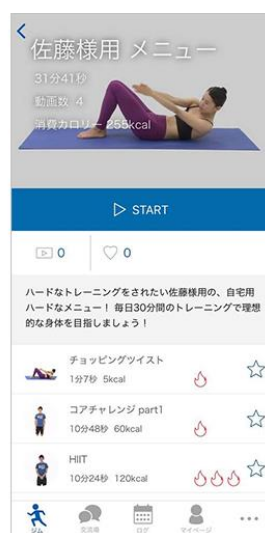 佐藤様用 メニュー
31分41秒
動画数 4
消費カロリー 255kcal
START
0
0
ハードなトレーニングをされたい佐藤様用の、自宅用
ハードなメニュー！ 毎日30分間のトレーニングで理想
的な身体を目指しましょう！
チョッピングツイスト
1分7秒 5kcal
コアチャレンジ part1
10分48秒 60kcal
HIIT
10分24秒 120kcal
ジム
交流場
ログ
マイページ